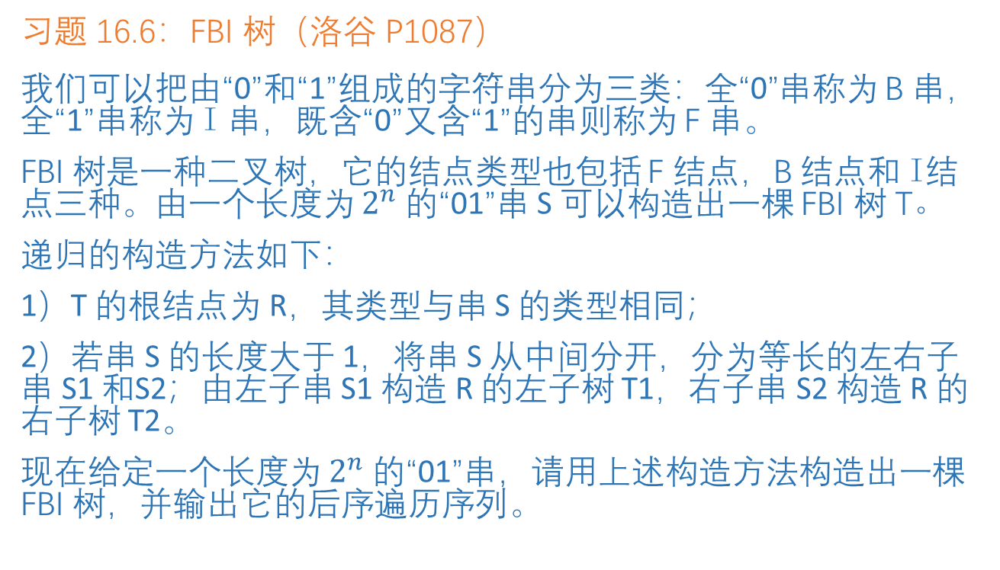 习题 16.6：FBI 树（洛谷 P1087）
我们可以把由“0”和“1”组成的字符串分为三类：全“0”串称为 B 串，
全“1”串称为 I 串，既含“0”又含“1”的串则称为 F 串。
FBI 树是一种二叉树，它的结点类型也包括 F 结点，B 结点和 I结
点三种。由一个长度为 2ⁿ 的“01”串 S 可以构造出一棵 FBI 树 T。
递归的构造方法如下：
1）T 的根结点为 R，其类型与串 S 的类型相同；
2）若串 S 的长度大于 1，将串 S 从中间分开，分为等长的左右子
串 S1 和S2；由左子串 S1 构造 R 的左子树 T1，右子串 S2 构造 R 的
右子树 T2。
现在给定一个长度为 2ⁿ 的“01”串，请用上述构造方法构造出一棵
FBI 树，并输出它的后序遍历序列。